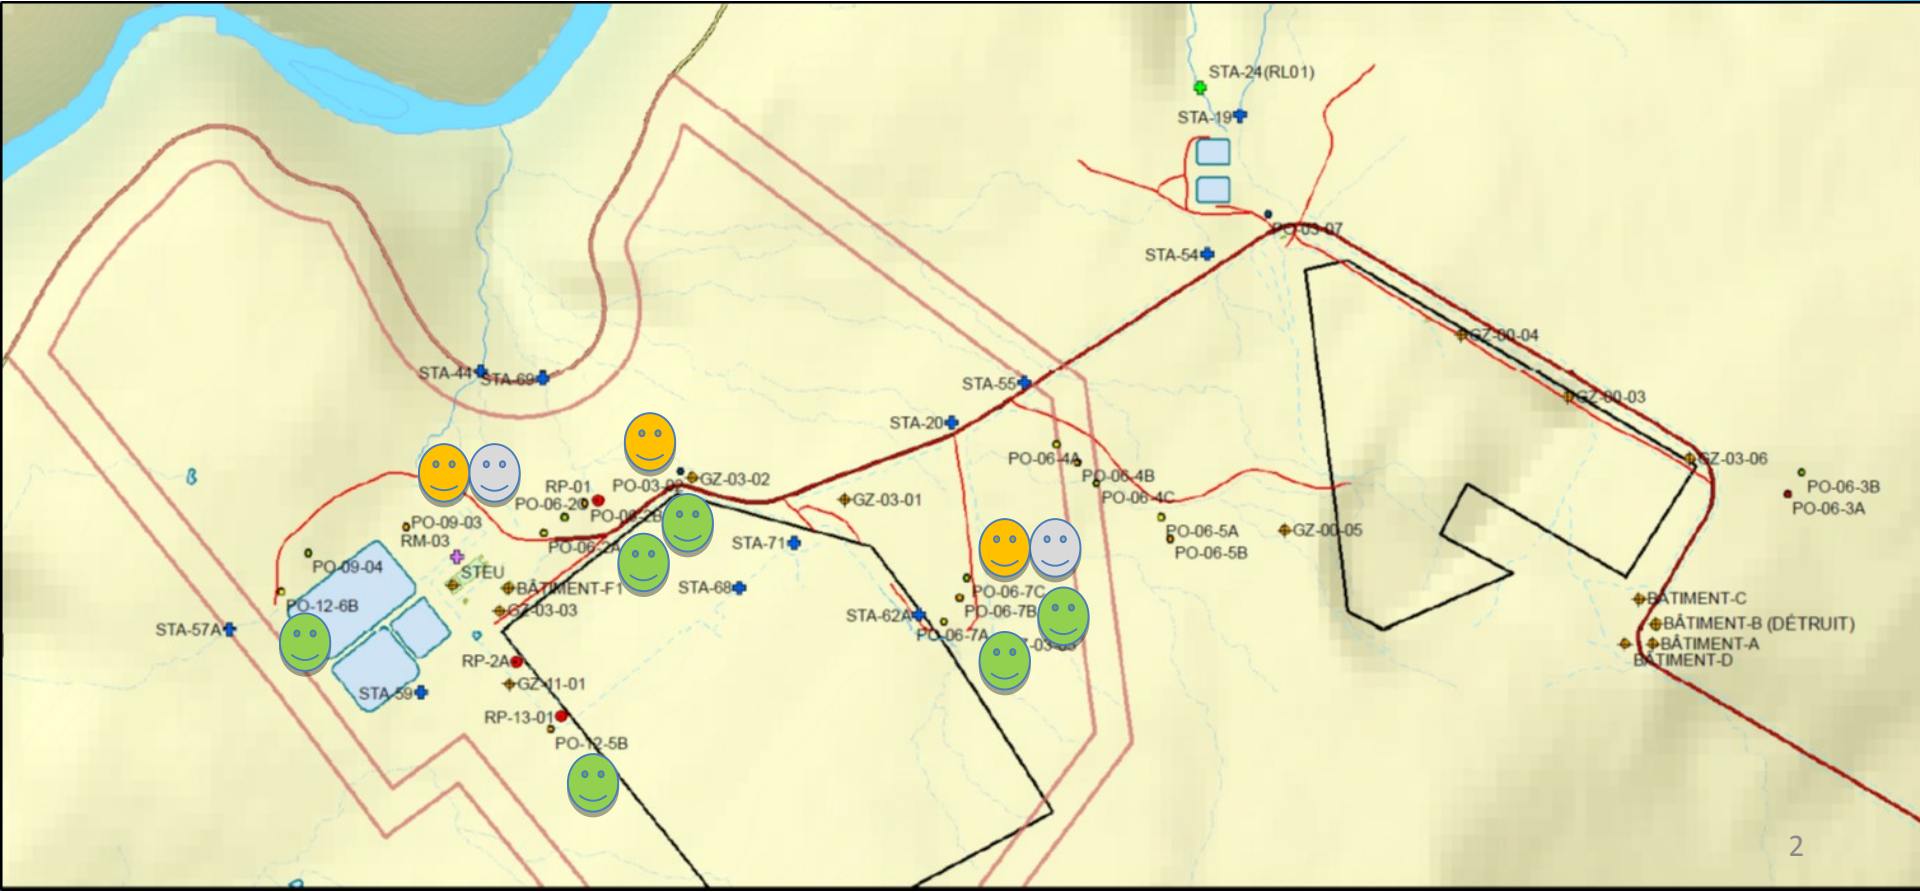 STA-24(RL01)
STA-19
PO-03-07
STA-54
GZ-00-04
STA-44
STA-69
STA-55
GZ-00-03
STA-20
PO-06-4A
GZ-03-06
PO-06-4B
PO-06-3B
PO-06-4C
PO-06-3A
RP-01
GZ-03-02
GZ-03-01
PO-06-2B
PO-09-03
RM-03
PO-06-2A
STA-71
PO-06-5A
GZ-00-05
PO-06-5B
PO-09-04
STEU
BÂTIMENT-F1
STA-68
PO-06-7C
PO-12-6B
GZ-03-03
PO-06-7B
STA-62A
BÂTIMENT-C
STA-57A
PO-06-7A
BÂTIMENT-B (DÉTRUIT)
BÂTIMENT-A
BÂTIMENT-D
RP-2A
GZ-11-01
STA-59
RP-13-01
PO-12-5B
2